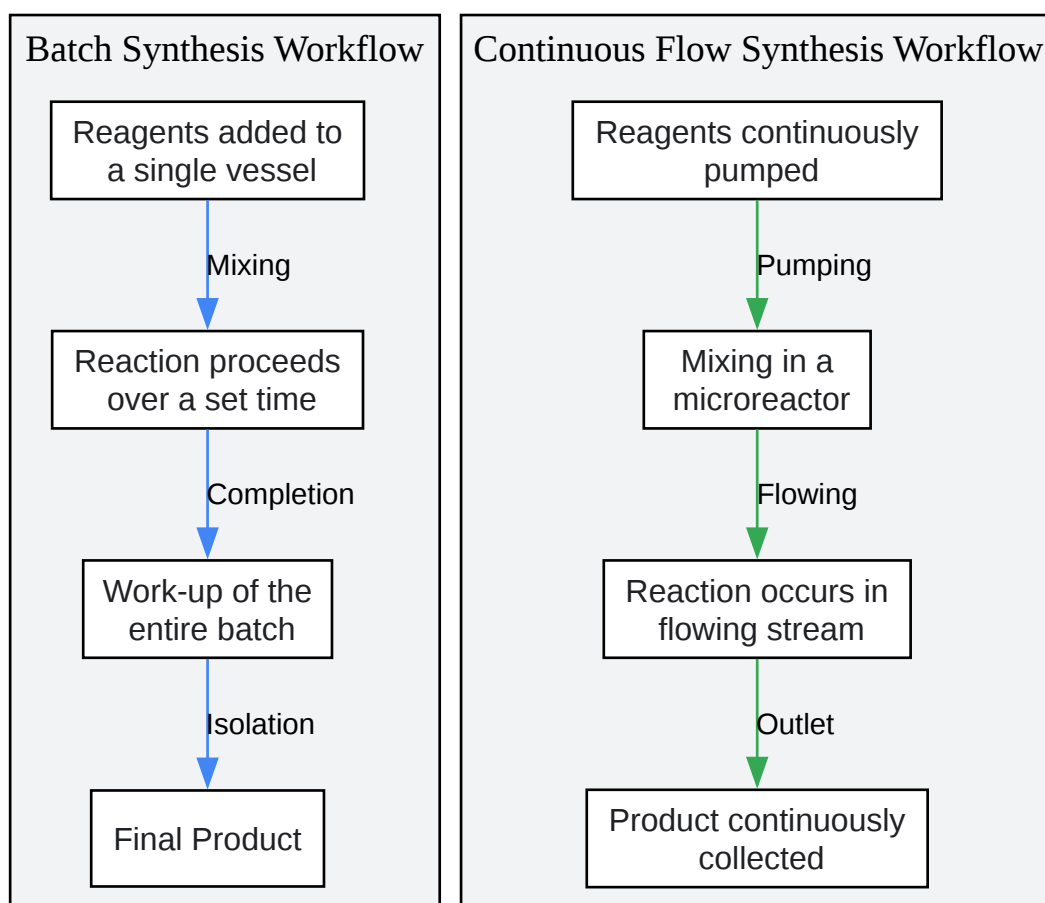 Batch Synthesis Workflow
Reagents added to
a single vessel
Mixing
Reaction proceeds
over a set time
Completion
Work-up of the
entire batch
Isolation
Final Product
Continuous Flow Synthesis Workflow
Reagents continuously
pumped
Pumping
Mixing in a
microreactor
Flowing
Reaction occurs in
flowing stream
Outlet
Product continuously
collected